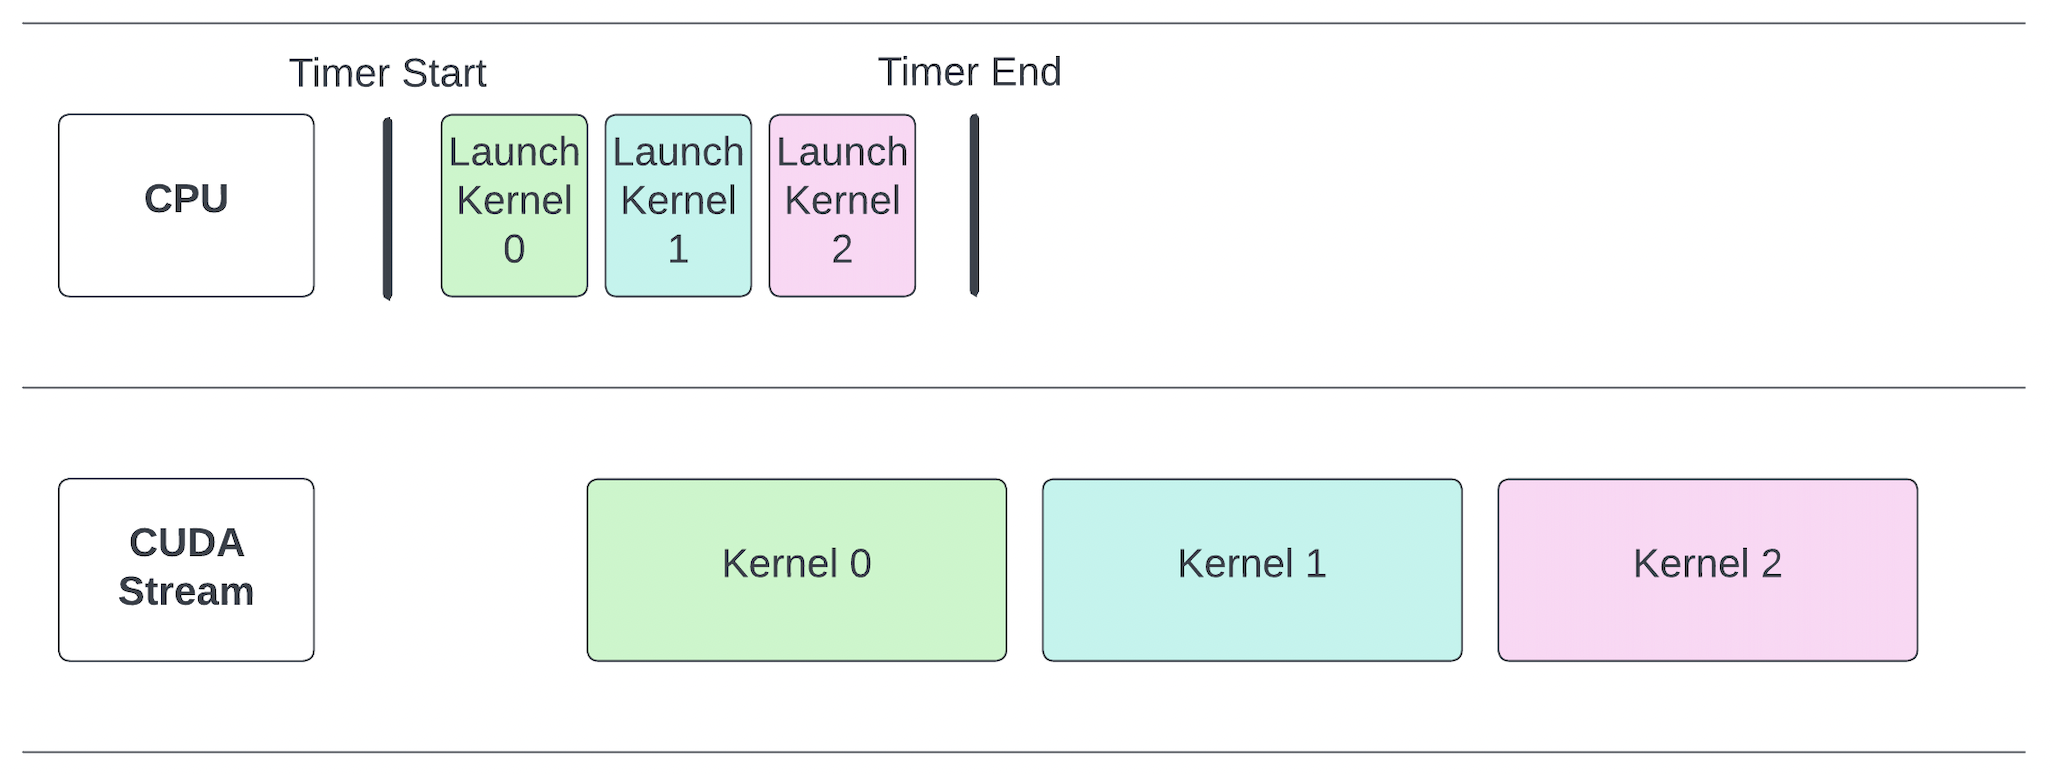 Timer Start
Timer End
CPU
Launch
Kernel
0
Launch
Kernel
1
Launch
Kernel
2
CUDA
Stream
Kernel 0
Kernel 1
Kernel 2